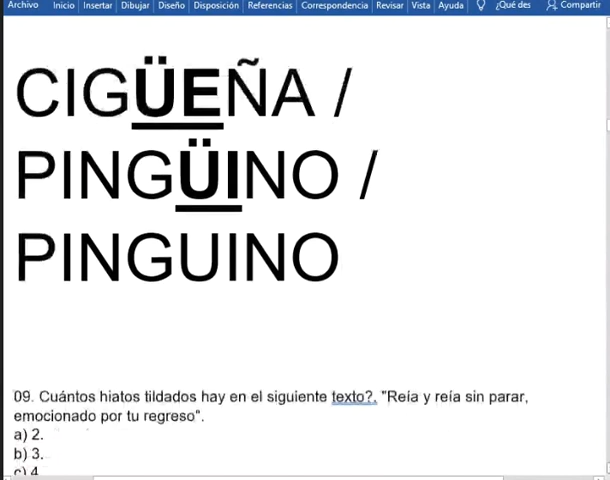 Archivo Inicio Insertar Dibujar Diseño Disposición Referencias Correspondencia Revisar Vista Ayuda ¿Qué des Compartir
CIGÜEÑA /
PINGÜINO /
PINGUINO
09. Cuántos hiatos tildados hay en el siguiente texto?. "Reía y reía sin parar,
emocionado por tu regreso".
a) 2.
b) 3.
c) 4